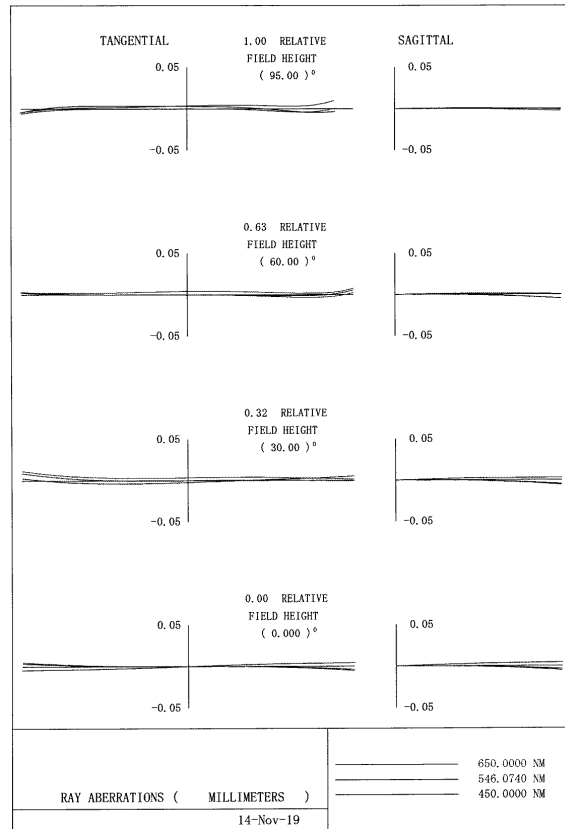 TANGENTIAL 1.00 RELATIVE SAGITTAL
FIELD HEIGHT
( 95.00 )º
0.05 0.05
-0.05 -0.05
0.63 RELATIVE
FIELD HEIGHT
( 60.00 )º
0.05 0.05
-0.05 -0.05
0.32 RELATIVE
FIELD HEIGHT
( 30.00 )º
0.05 0.05
-0.05 -0.05
0.00 RELATIVE
FIELD HEIGHT
( 0.000 )º
0.05 0.05
-0.05 -0.05
650.0000 NM
546.0740 NM
450.0000 NM
RAY ABERRATIONS ( MILLIMETERS )
14-Nov-19